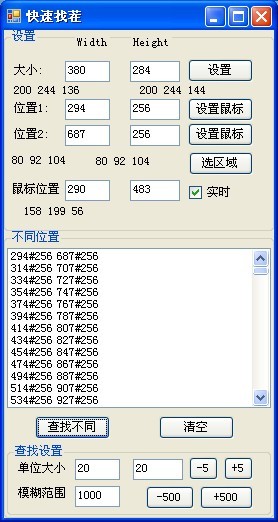 快速找茬
设置
Width Height
大小: 380 284 设置
200 244 136 200 244 144
位置1: 294 256 设置鼠标
位置2: 687 256 设置鼠标
80 92 104 80 92 104 选区域
鼠标位置 290 483 实时
158 199 56
不同位置
294#256 687#256
314#256 707#256
334#256 727#256
354#256 747#256
374#256 767#256
394#256 787#256
414#256 807#256
434#256 827#256
454#256 847#256
474#256 867#256
494#256 887#256
514#256 907#256
534#256 927#256
查找不同 清空
查找设置
单位大小 20 20 -5 +5
模糊范围 1000 -500 +500